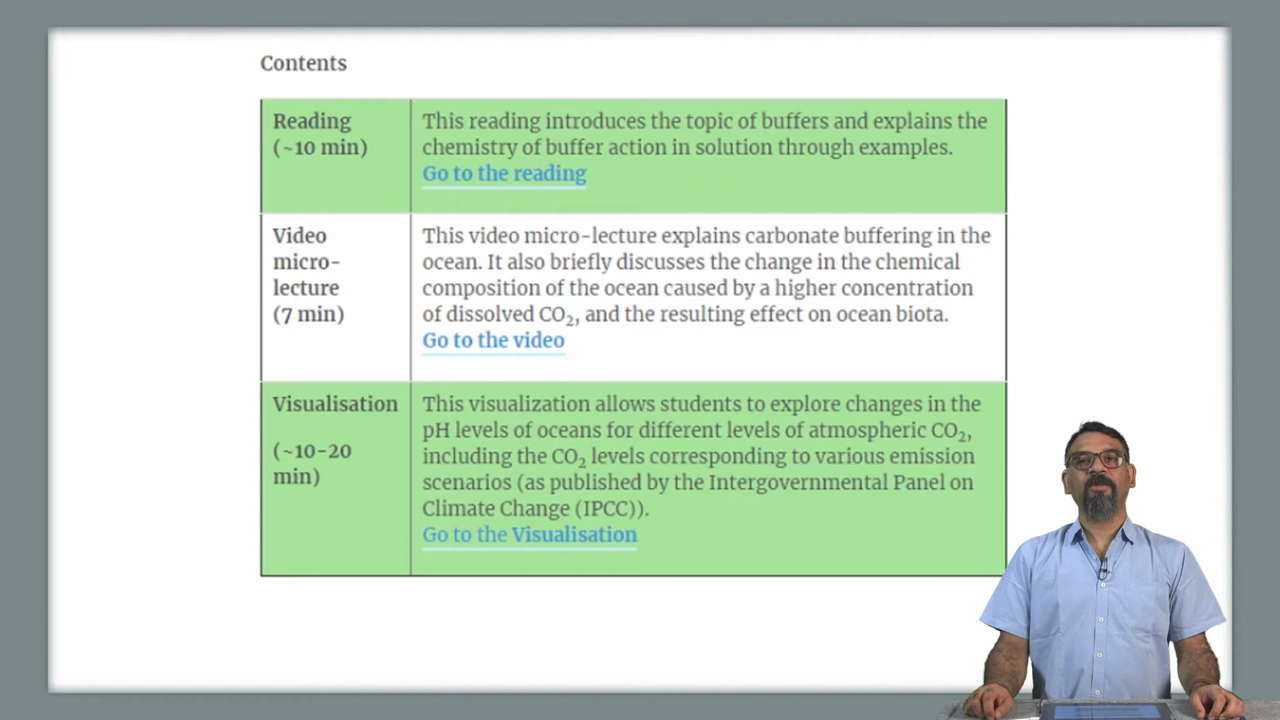 Contents
Reading
(~10 min)
This reading introduces the topic of buffers and explains the
chemistry of buffer action in solution through examples.
Go to the reading
Video
micro-
lecture
(7 min)
This video micro-lecture explains carbonate buffering in the
ocean. It also briefly discusses the change in the chemical
composition of the ocean caused by a higher concentration
of dissolved CO₂, and the resulting effect on ocean biota.
Go to the video
Visualisation
(~10-20
min)
This visualization allows students to explore changes in the
pH levels of oceans for different levels of atmospheric CO₂,
including the CO₂ levels corresponding to various emission
scenarios (as published by the Intergovernmental Panel on
Climate Change (IPCC)).
Go to the Visualisation